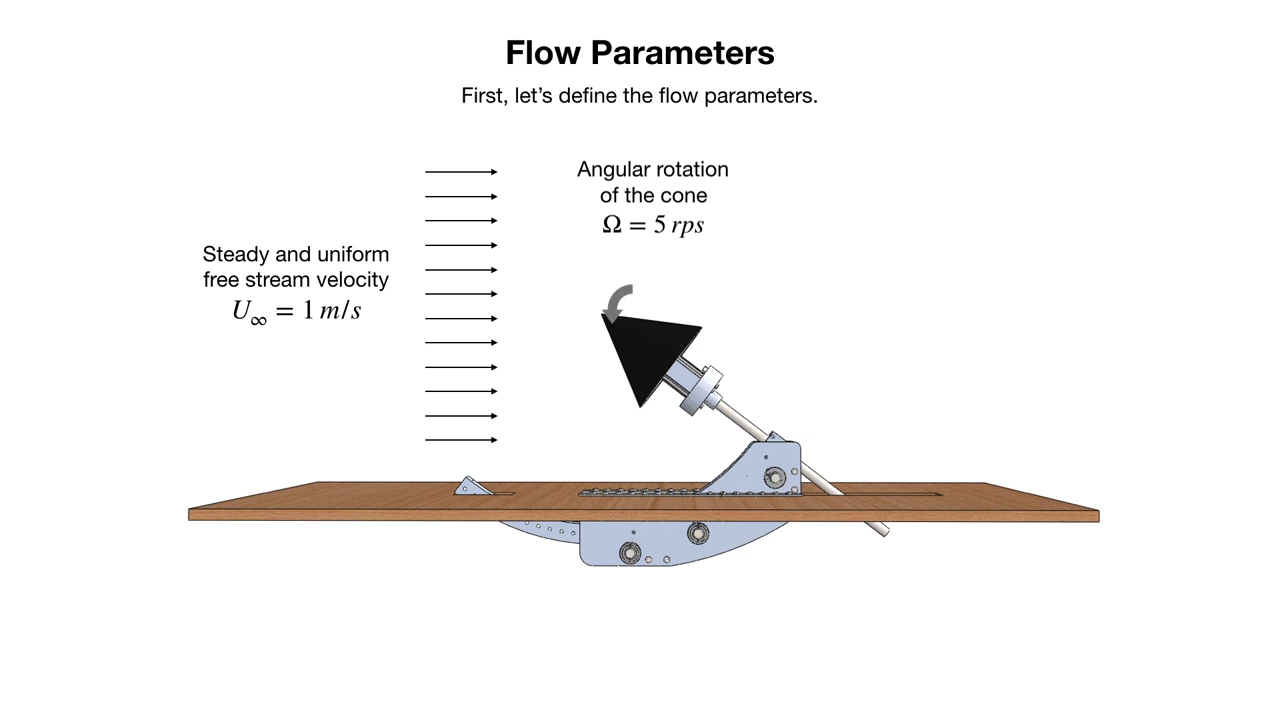 Flow Parameters
First, let’s define the flow parameters.
Angular rotation
of the cone
Ω = 5 rps
Steady and uniform
free stream velocity
U∞ = 1 m/s